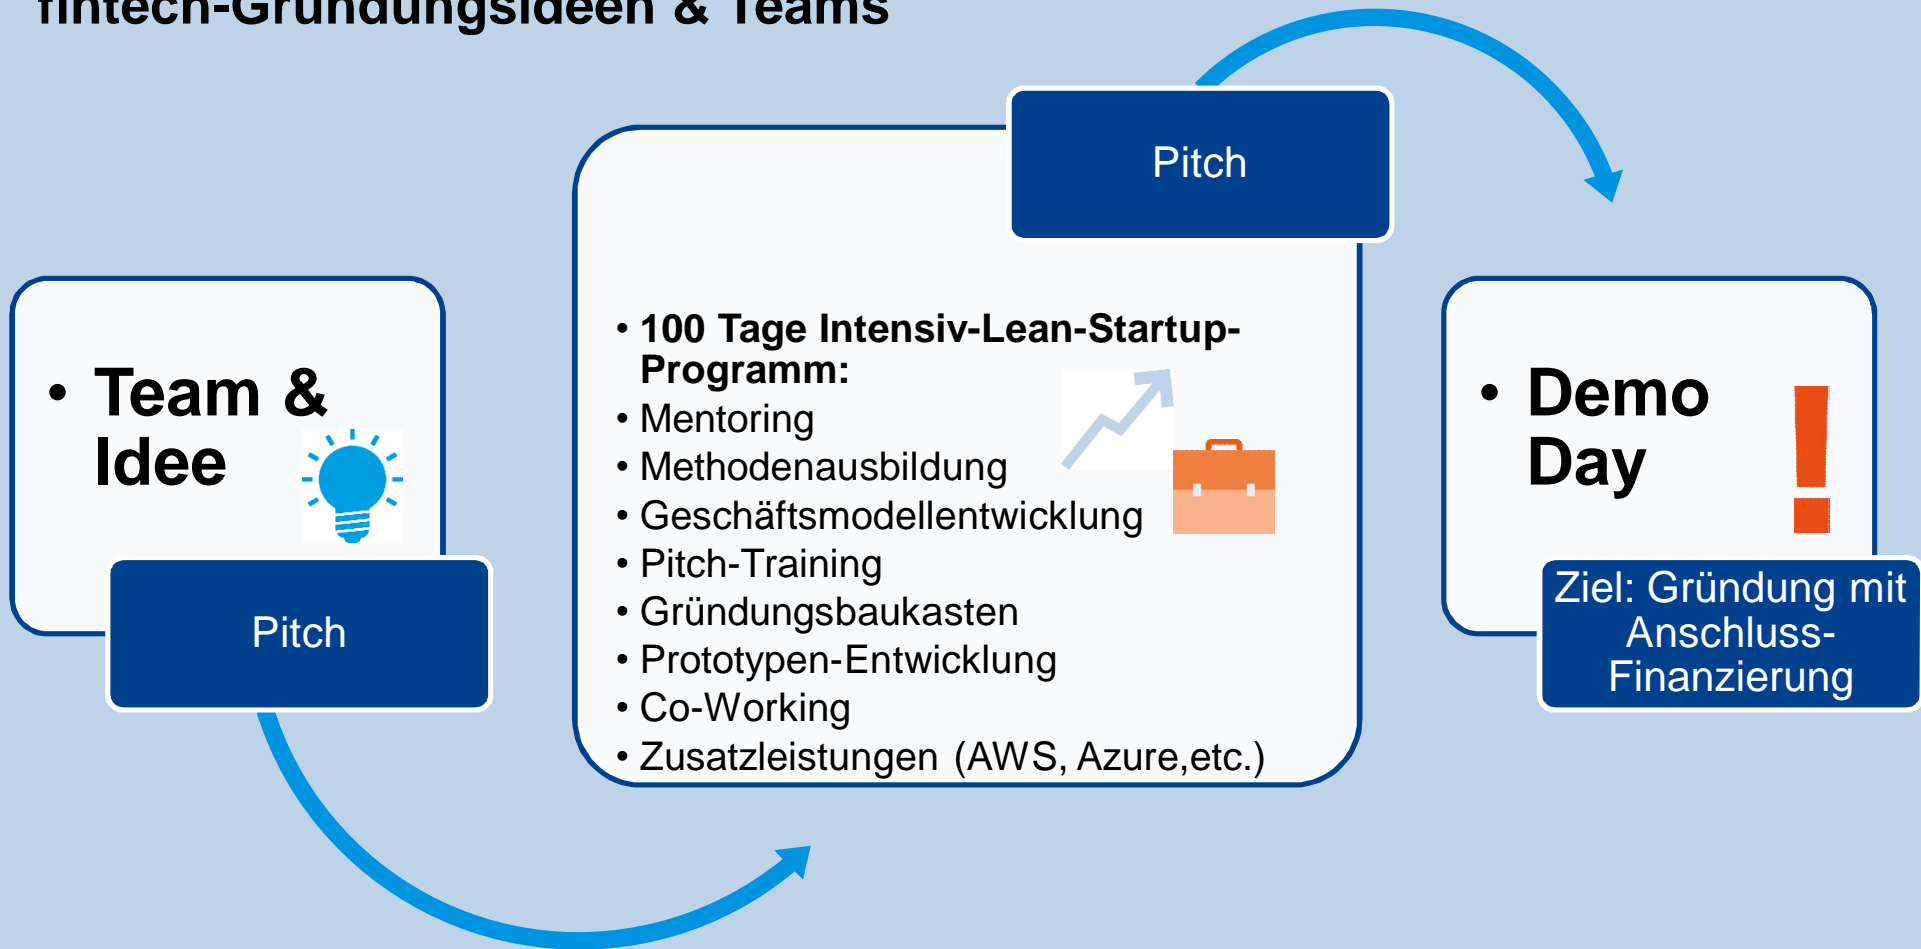 fintech-Gründungsideen & Teams
• Team &
Idee
Pitch
Pitch
• 100 Tage Intensiv-Lean-Startup-
Programm:
• Mentoring
• Methodenausbildung
• Geschäftsmodellentwicklung
• Pitch-Training
• Gründungsbaukasten
• Prototypen-Entwicklung
• Co-Working
• Zusatzleistungen (AWS, Azure,etc.)
• Demo
Day
Ziel: Gründung mit
Anschluss-
Finanzierung